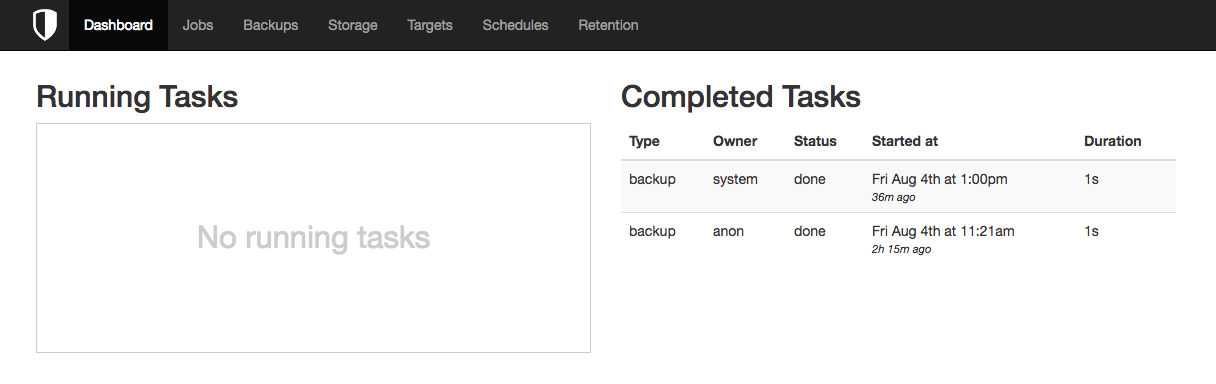 Dashboard Jobs Backups Storage Targets Schedules Retention
Running Tasks
No running tasks
Completed Tasks
Type Owner Status Started at Duration
backup system done Fri Aug 4th at 1:00pm 1s
36m ago
backup anon done Fri Aug 4th at 11:21am 1s
2h 15m ago